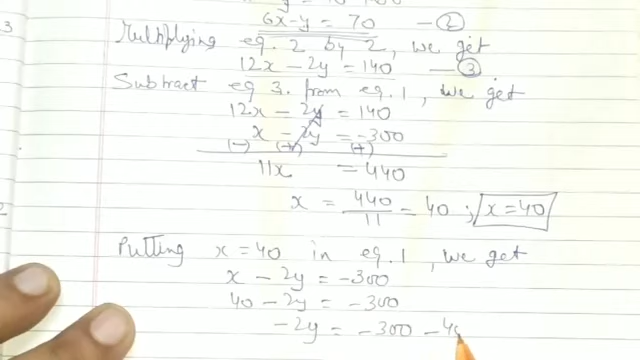 6x-y = 70 — ②
Multiplying eq. 2 by 2, we get
12x - 2y = 140 — ③
Subtract eq 3. from eq. 1, we get
12x - 2y = 140
x - 2y = -300
(-) (+) (+)
11x = 440
x = 440/11 = 40 ; x = 40
Putting x = 40 in eq. 1, we get
x - 2y = -300
40 - 2y = -300
-2y = -300 - 40